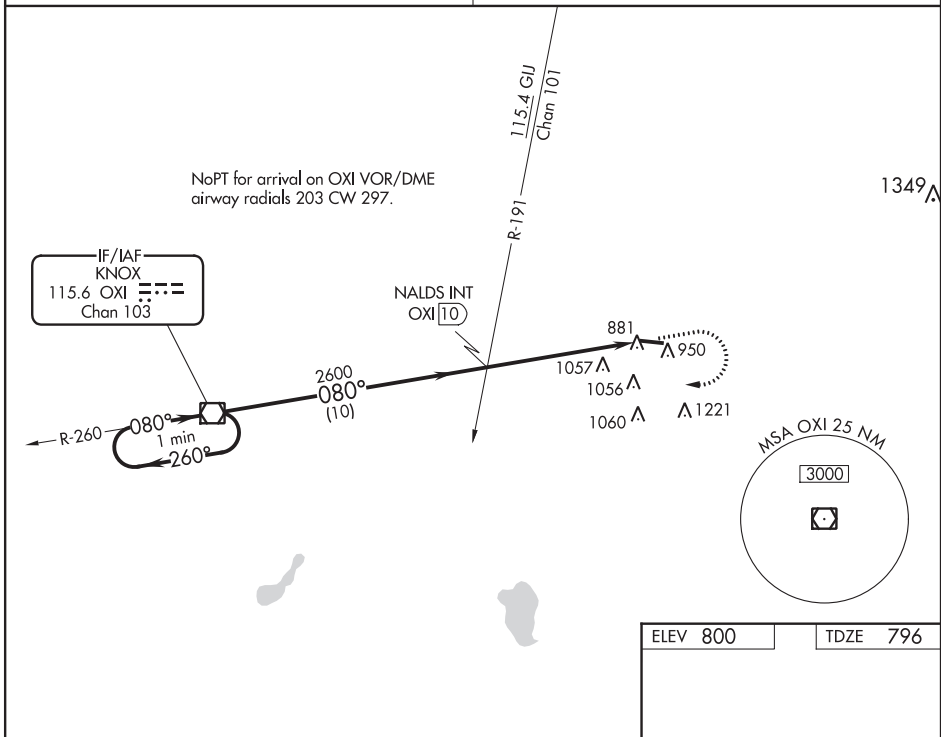 115.4 GIJ
Chan 101
R-191
NoPT for arrival on OXI VOR/DME
airway radials 203 CW 297.
1349
IF/IAF
KNOX
115.6 OXI
Chan 103
NALDS INT
OXI 10
881
950
1057
1056
1060
1221
2600
080°
(10)
R-260
080°
1 min
260°
MSA OXI 25 NM
3000
ELEV 800
TDZE 796